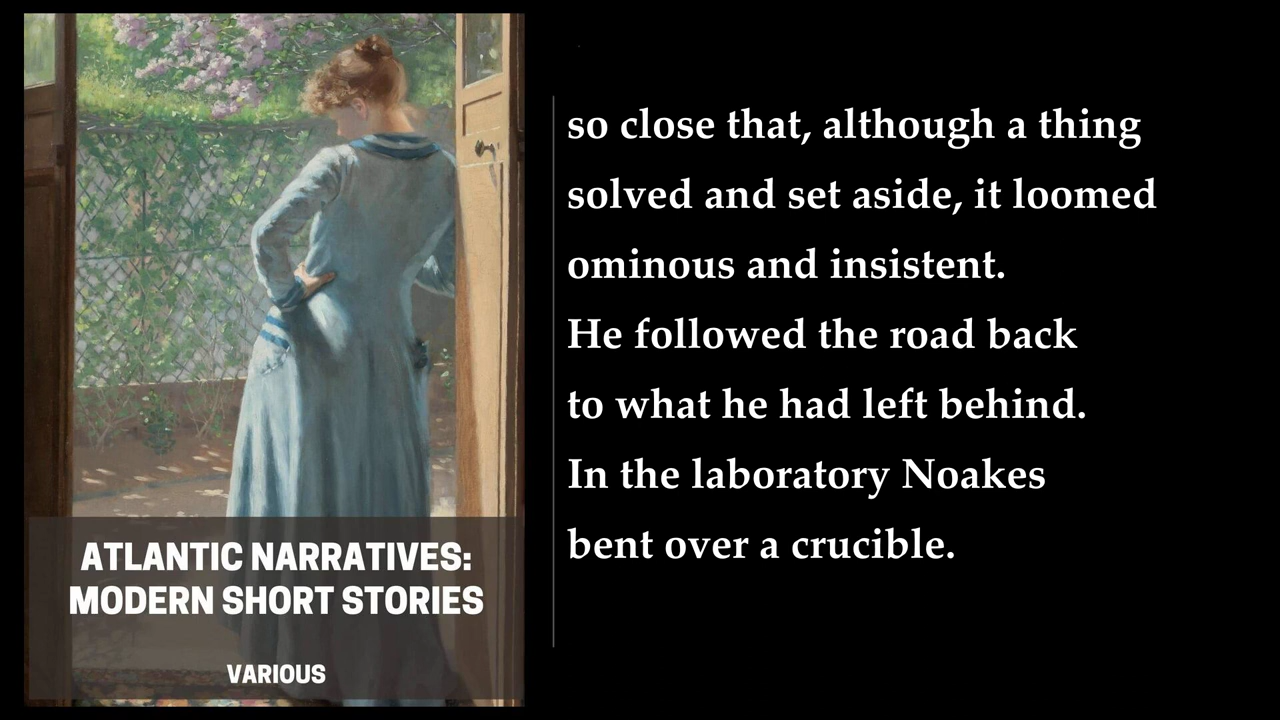 so close that, although a thing
solved and set aside, it loomed
ominous and insistent.
He followed the road back
to what he had left behind.
In the laboratory Noakes
bent over a crucible.
ATLANTIC NARRATIVES:
MODERN SHORT STORIES
VARIOUS